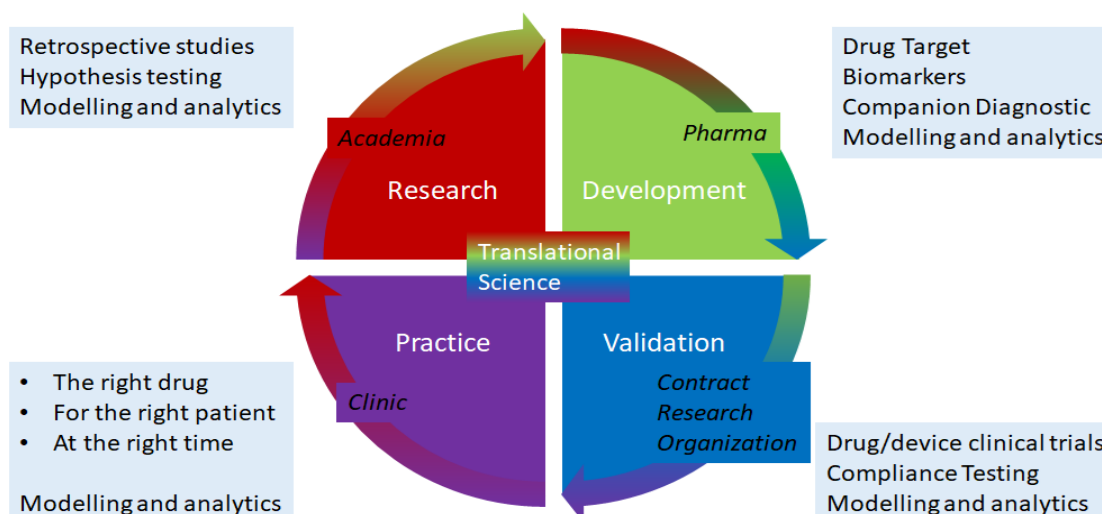 Retrospective studies
Hypothesis testing
Modelling and analytics
Academia
Research
Drug Target
Biomarkers
Companion Diagnostic
Modelling and analytics
Pharma
Development
Translational
Science
Practice
Clinic
• The right drug
• For the right patient
• At the right time
Modelling and analytics
Validation
Contract
Research
Organization
Drug/device clinical trials
Compliance Testing
Modelling and analytics